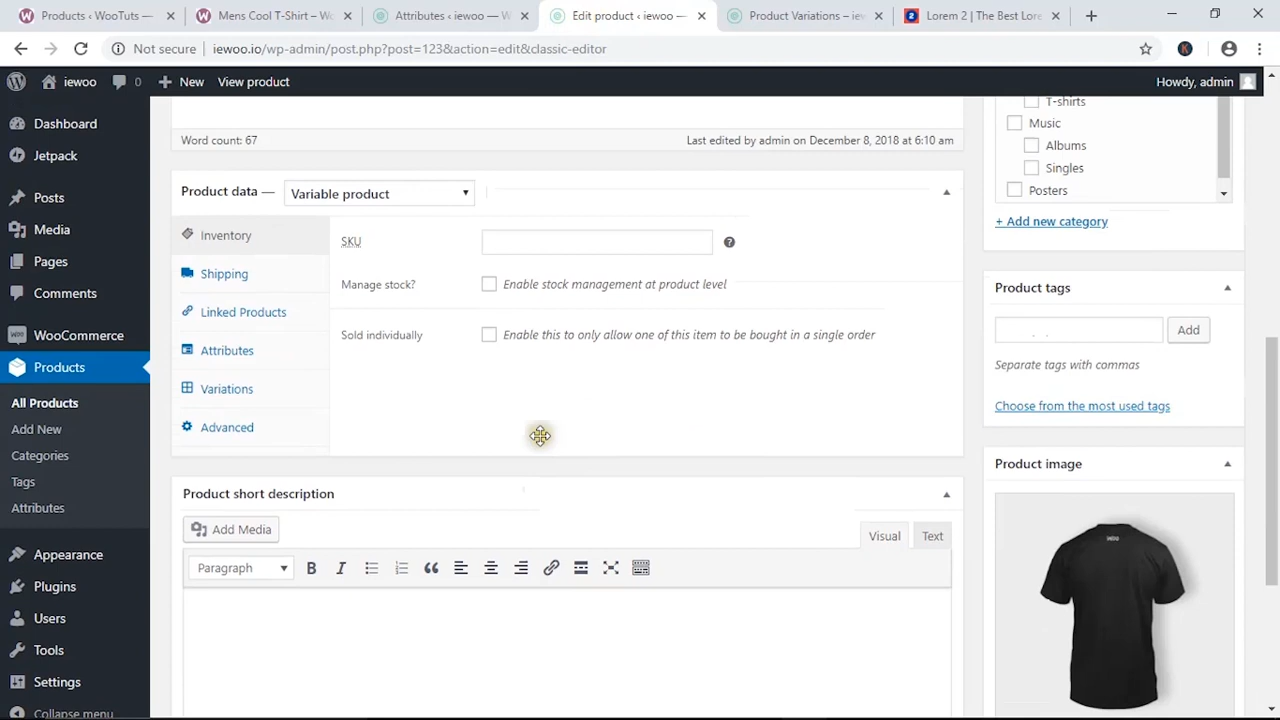 Products ‹ WooTuts —
Mens Cool T-Shirt – Wo
Attributes ‹ iewoo — W
Edit product ‹ iewoo —
Product Variations – iew
Lorem 2 | The Best Lore
Not secure
iewoo.io/wp-admin/post.php?post=123&action=edit&classic-editor
K
iewoo
0
New
View product
Howdy, admin
Dashboard
Jetpack
Posts
Media
Pages
Comments
WooCommerce
Products
All Products
Add New
Categories
Tags
Attributes
Appearance
Plugins
Users
Tools
Settings
Collapse menu
Word count: 67
Last edited by admin on December 8, 2018 at 6:10 am
Product data —
Variable product
Inventory
Shipping
Linked Products
Attributes
Variations
Advanced
SKU
Manage stock?
Enable stock management at product level
Sold individually
Enable this to only allow one of this item to be bought in a single order
Product short description
Add Media
Visual
Text
Paragraph
T-shirts
Music
Albums
Singles
Posters
+ Add new category
Product tags
Add
Separate tags with commas
Choose from the most used tags
Product image
WOO